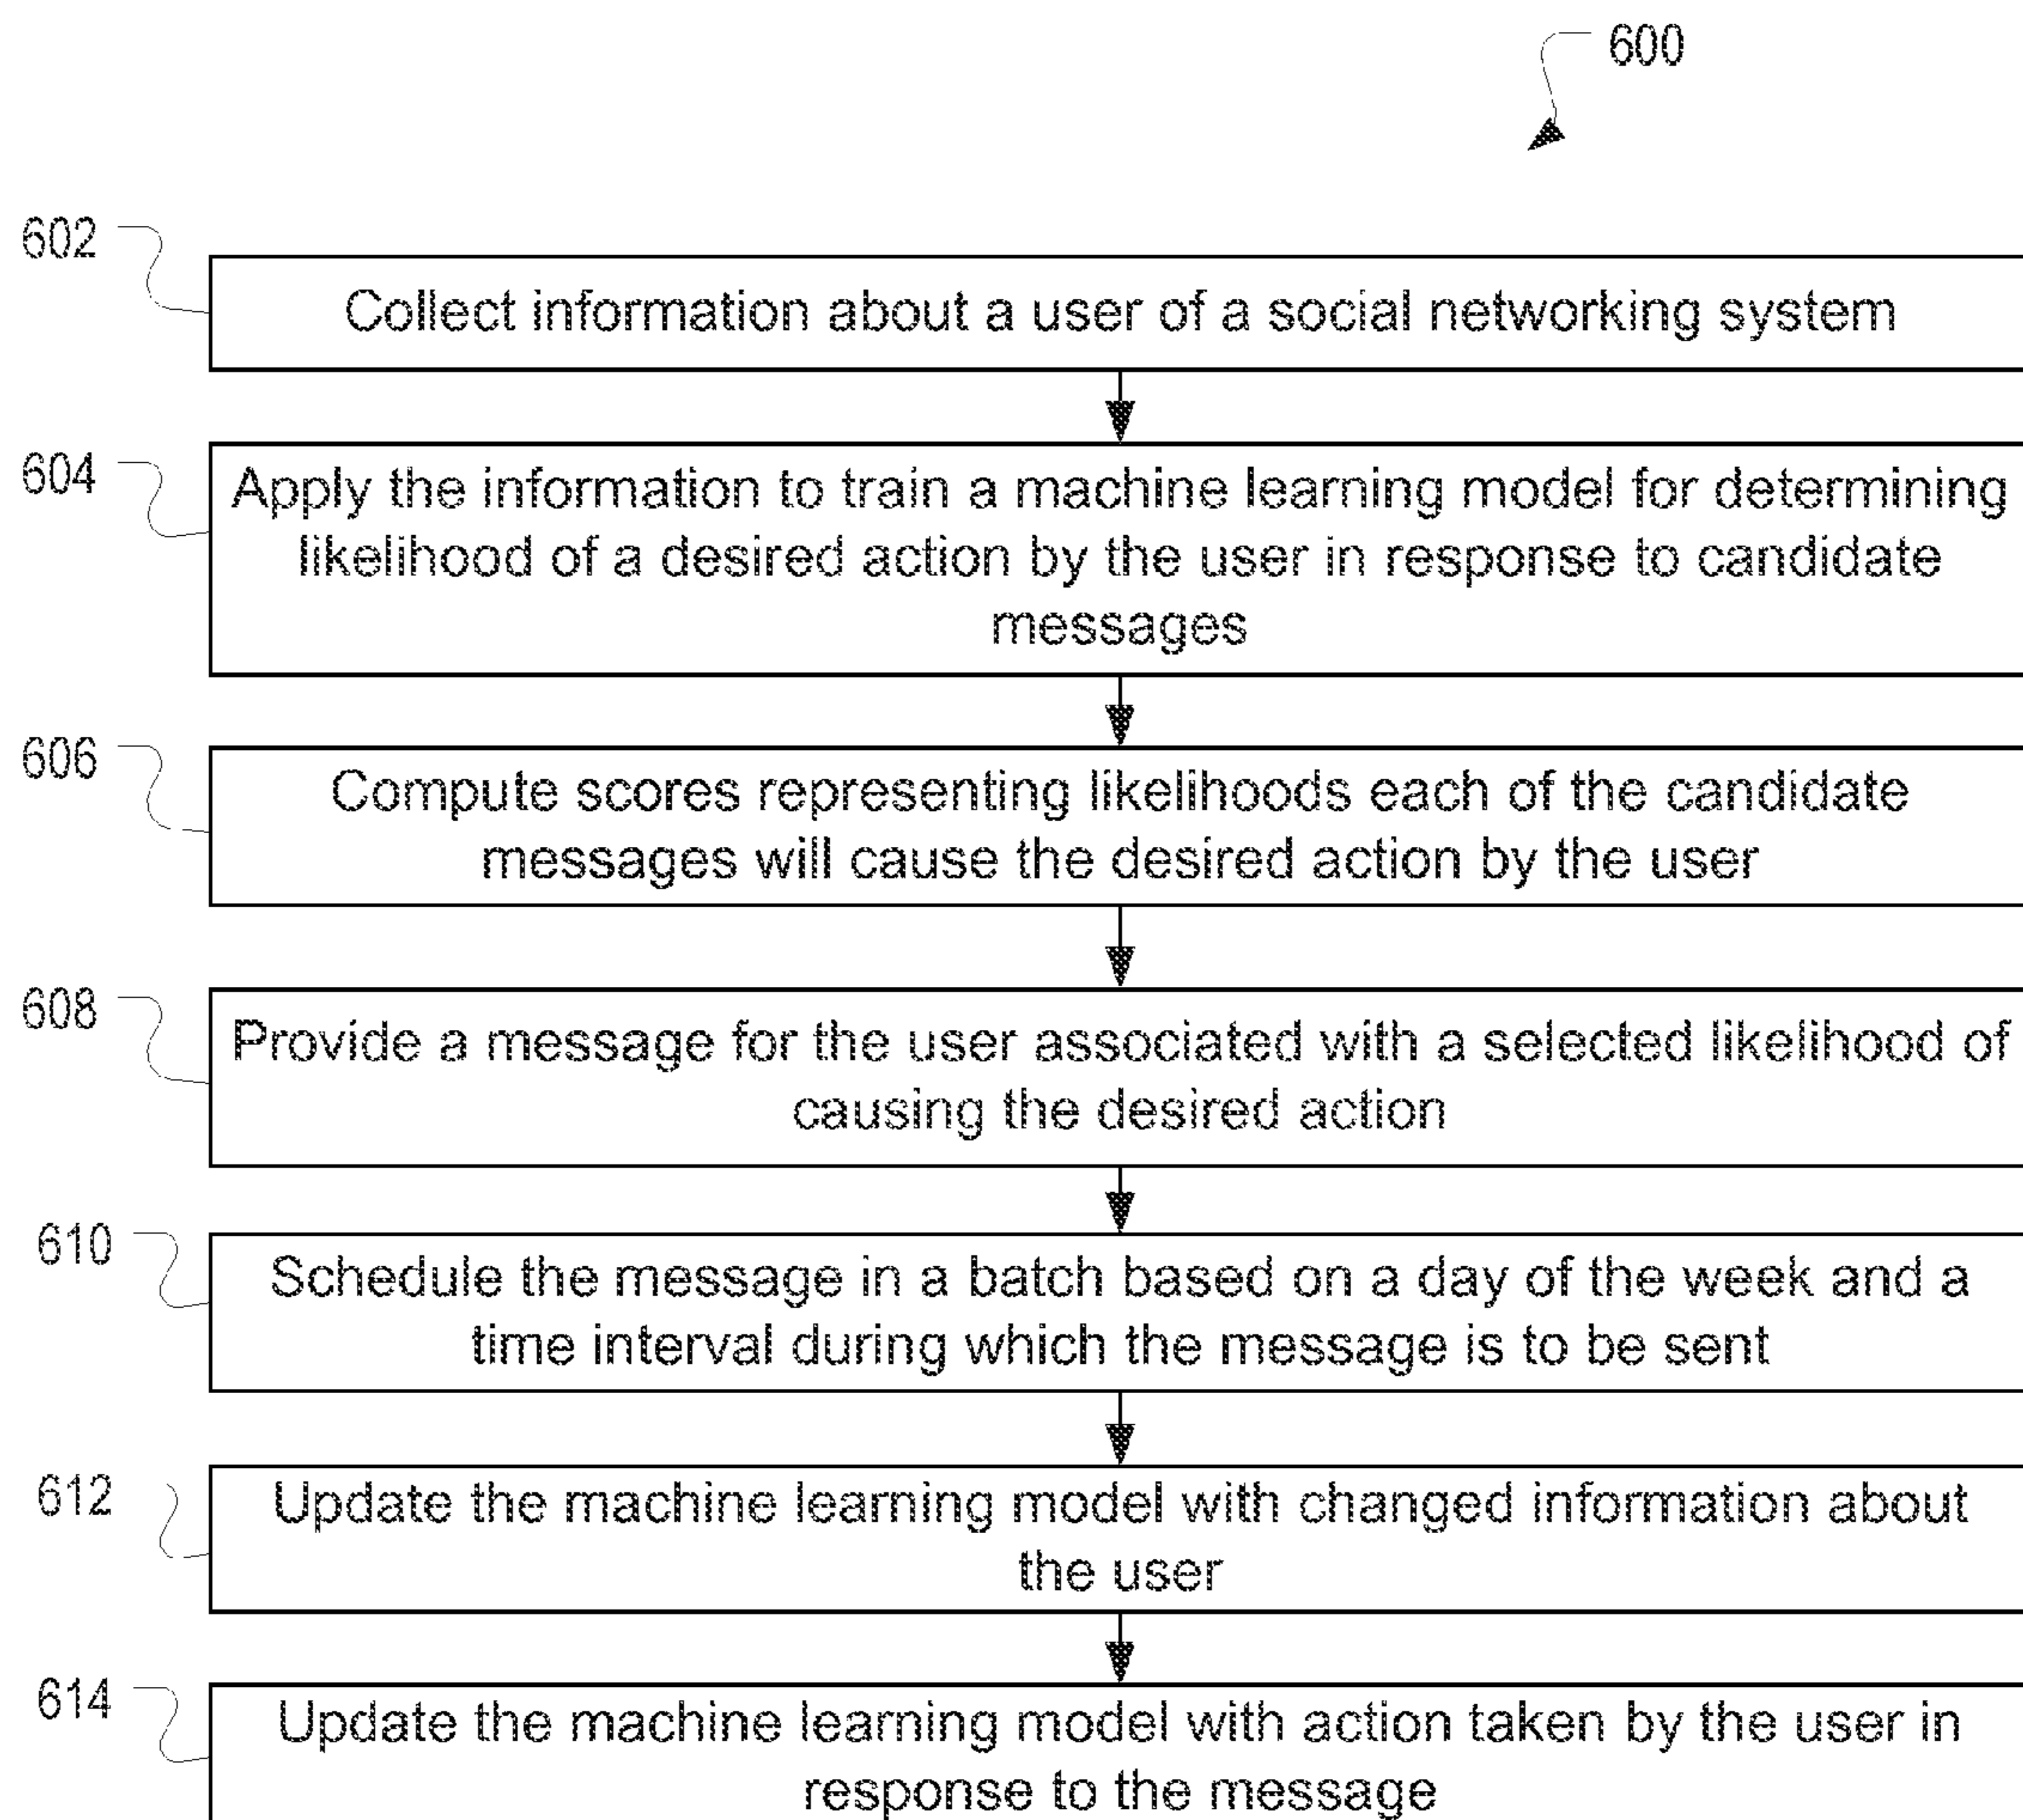 600
602
Collect information about a user of a social networking system
604
Apply the information to train a machine learning model for determining
likelihood of a desired action by the user in response to candidate
messages
606
Compute scores representing likelihoods each of the candidate
messages will cause the desired action by the user
608
Provide a message for the user associated with a selected likelihood of
causing the desired action
610
Schedule the message in a batch based on a day of the week and a
time interval during which the message is to be sent
612
Update the machine learning model with changed information about
the user
614
Update the machine learning model with action taken by the user in
response to the message